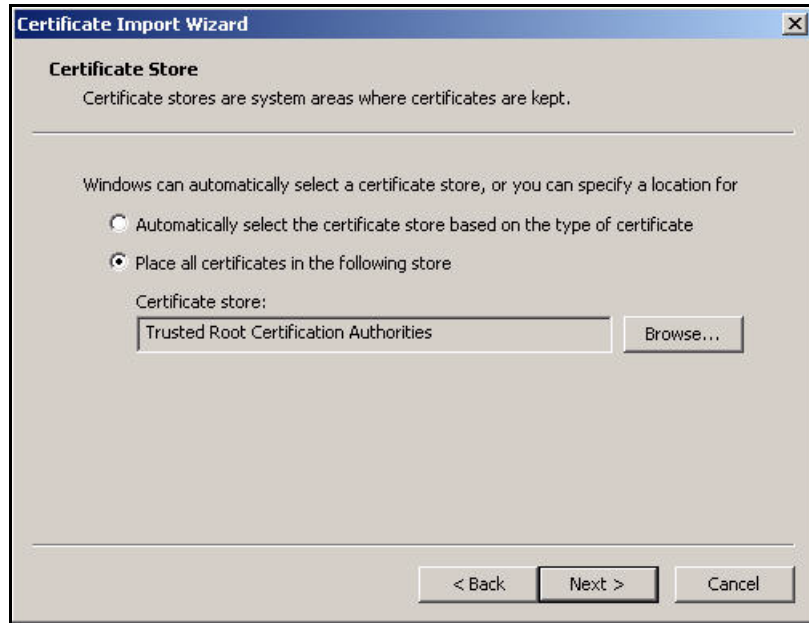 Certificate Import Wizard
Certificate Store
Certificate stores are system areas where certificates are kept.
Windows can automatically select a certificate store, or you can specify a location for
Automatically select the certificate store based on the type of certificate
Place all certificates in the following store
Certificate store:
Trusted Root Certification Authorities
Browse...
< Back
Next >
Cancel